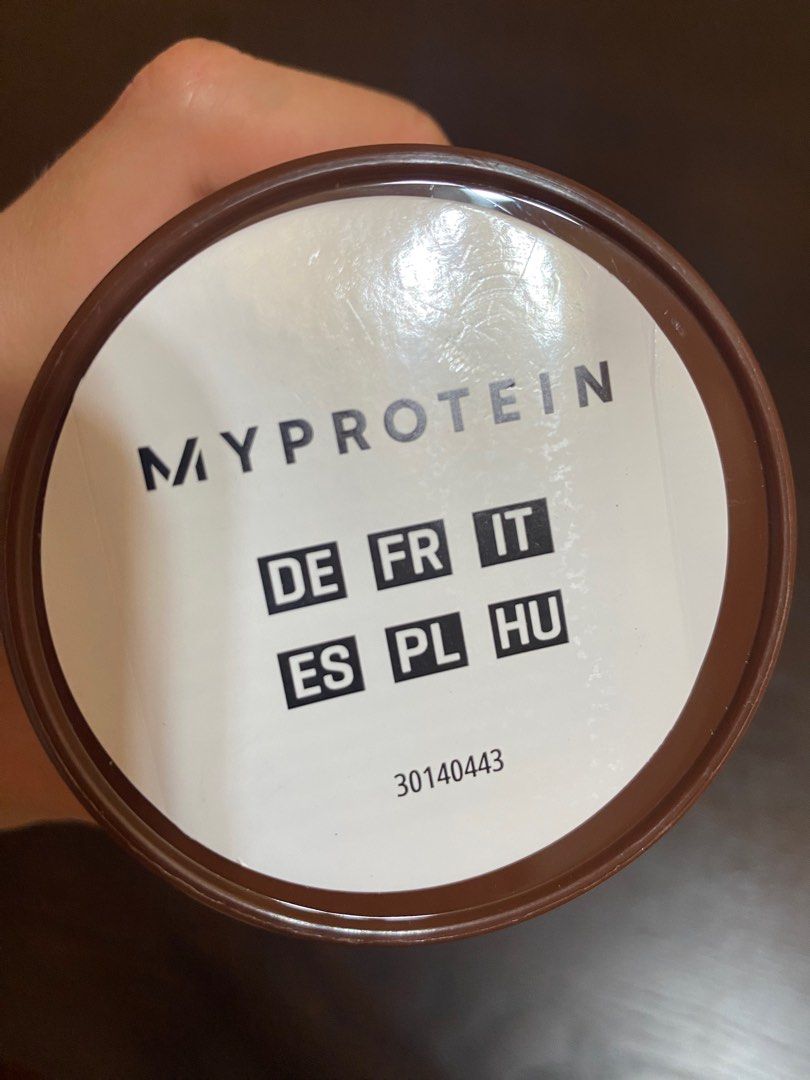 MYPROTEIN
DE FR IT
ES PL HU
30140443